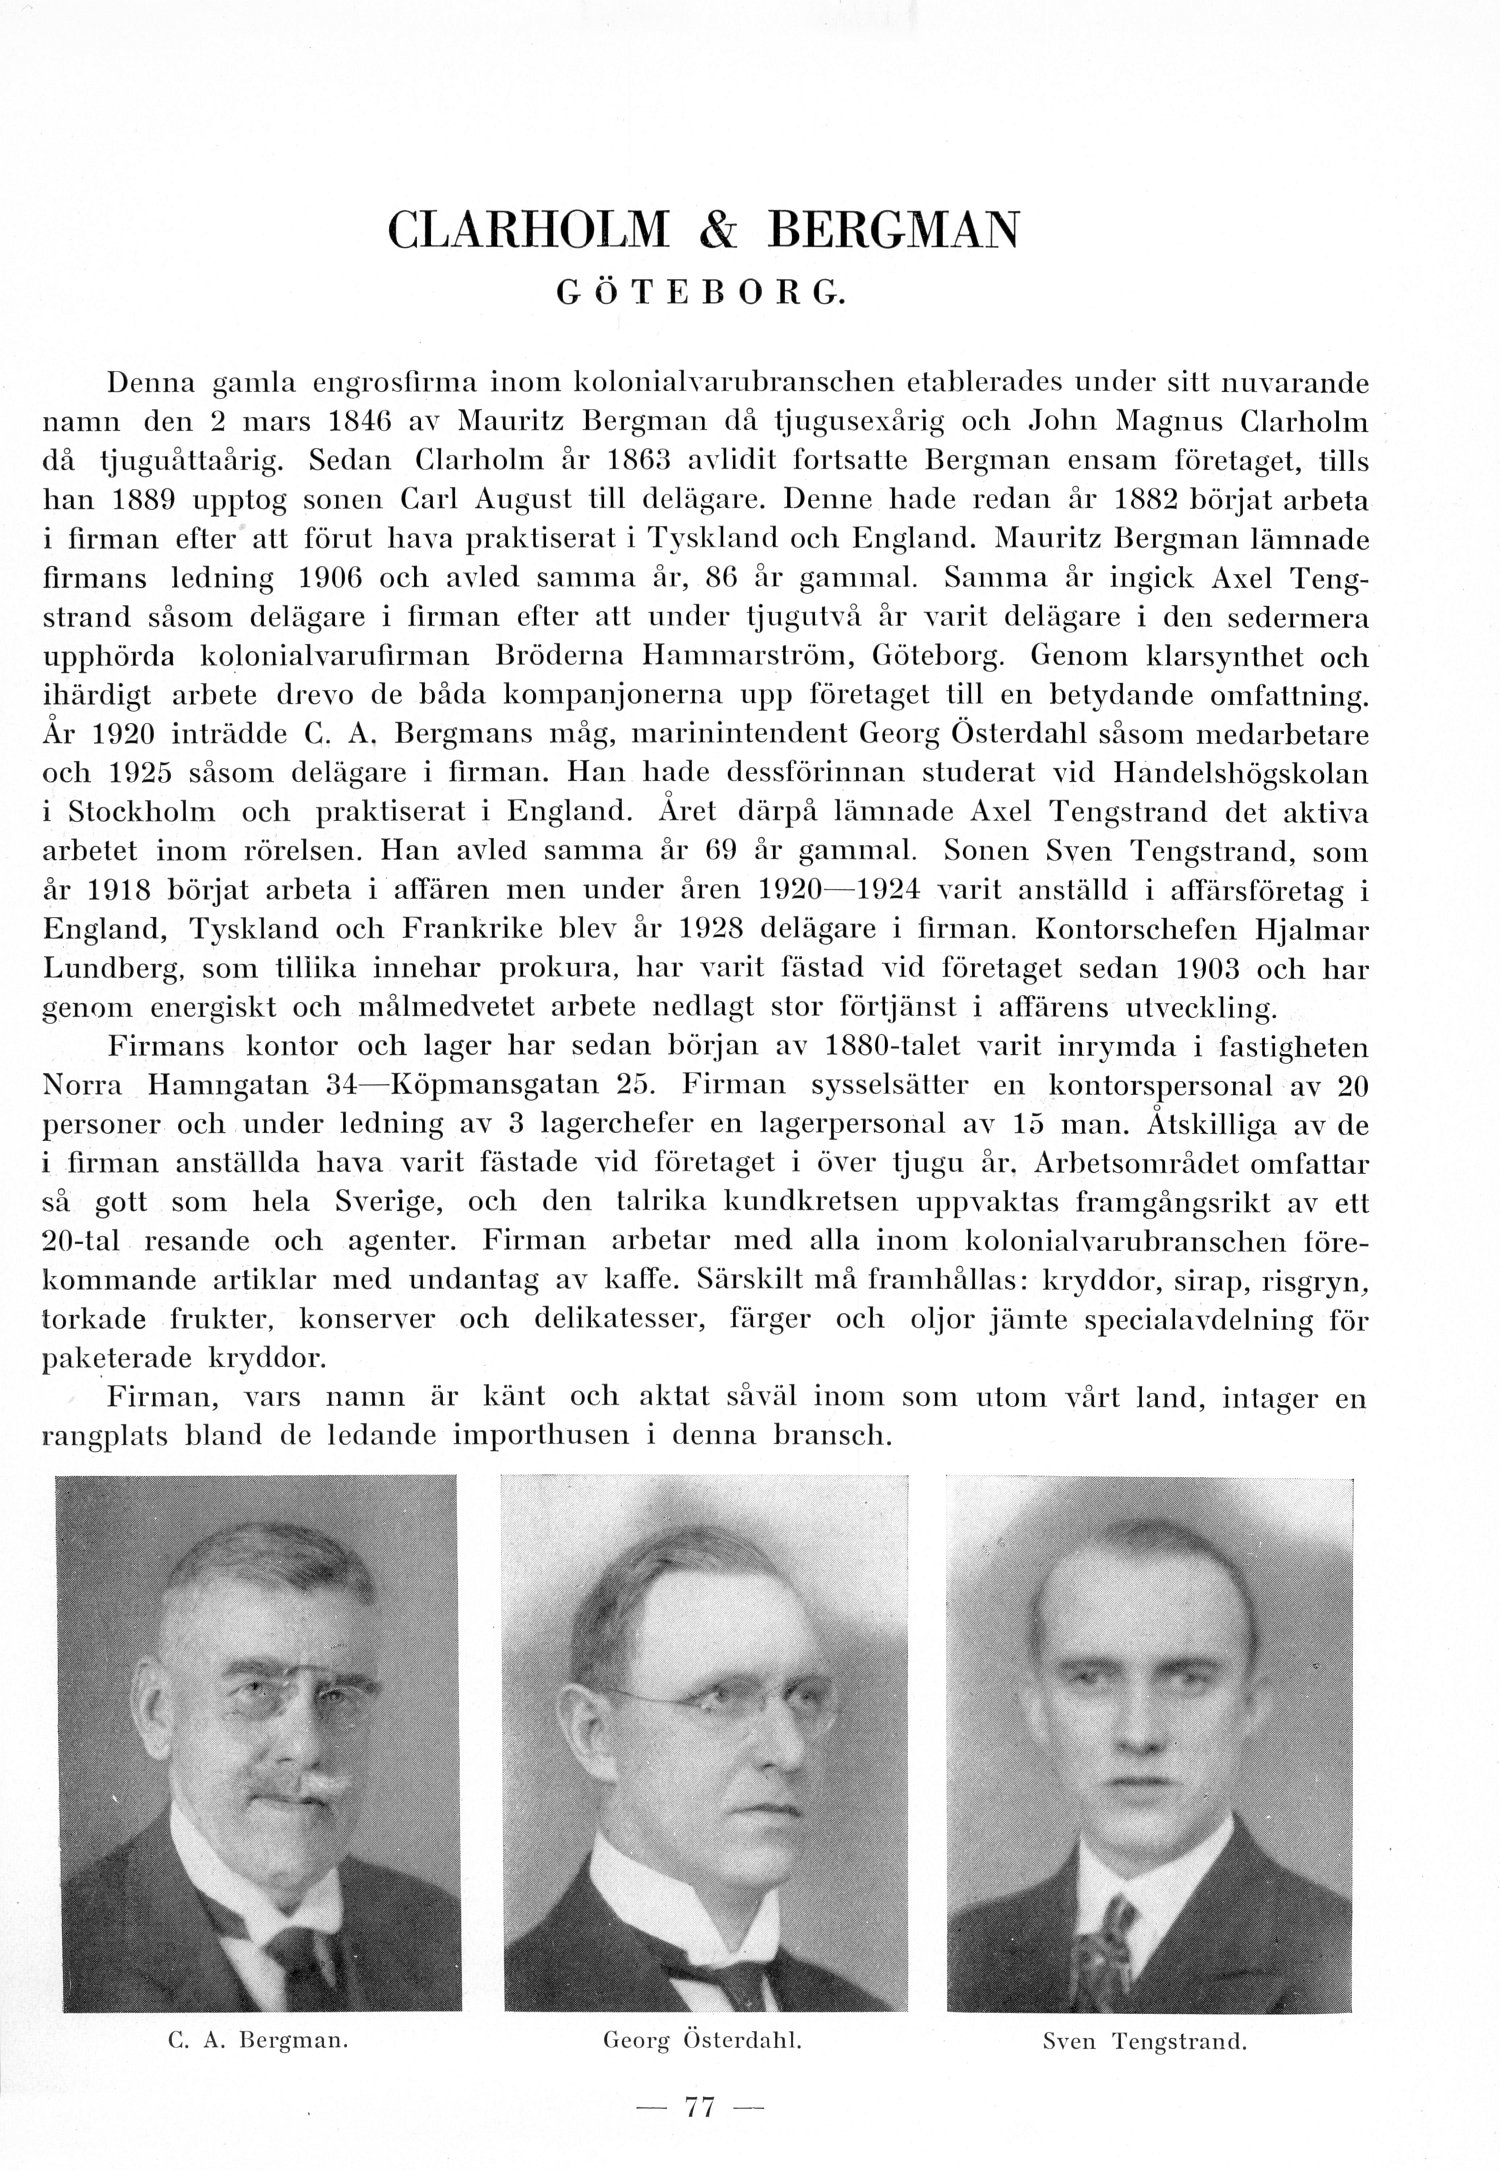 CLARHOLM & BERGMAN
GÖTEBORG.
Denna gamla engrosfirma inom kolonialvarubranschen etablerades under sitt nuvarande
namn den 2 mars 1846 av Mauritz Bergman då tjugusexårig och John Magnus Clarholm
då tjuguåttaårig. Sedan Clarholm år 1863 avlidit fortsatte Bergman ensam företaget, tills
han 1889 upptog sonen Carl August till delägare. Denne hade redan år 1882 börjat arbeta
i firman efter att förut hava praktiserat i Tyskland och England. Mauritz Bergman lämnade
firmans ledning 1906 och avled samma år, 86 år gammal. Samma år ingick Axel Teng-
strand såsom delägare i firman efter att under tjugutvå år varit delägare i den sedermera
upphörda kolonialvarufirman Bröderna Hammarström, Göteborg. Genom klarsynthet och
ihärdigt arbete drevo de båda kompanjonerna upp företaget till en betydande omfattning.
År 1920 inträdde C. A. Bergmans måg, marinintendent Georg Österdahl såsom medarbetare
och 1925 såsom delägare i firman. Han hade dessförinnan studerat vid Handelshögskolan
i Stockholm och praktiserat i England. Året därpå lämnade Axel Tengstrand det aktiva
arbetet inom rörelsen. Han avled samma år 69 år gammal. Sonen Sven Tengstrand, som
år 1918 börjat arbeta i affären men under åren 1920—1924 varit anställd i affärsföretag i
England, Tyskland och Frankrike blev år 1928 delägare i firman. Kontorschefen Hjalmar
Lundberg, som tillika innehar prokura, har varit fästad vid företaget sedan 1903 och har
genom energiskt och målmedvetet arbete nedlagt stor förtjänst i affärens utveckling.
Firmans kontor och lager har sedan början av 1880-talet varit inrymda i fastigheten
Norra Hamngatan 34—Köpmansgatan 25. Firman sysselsätter en kontorspersonal av 20
personer och under ledning av 3 lagerchefer en lagerpersonal av 15 man. Åtskilliga av de
i firman anställda hava varit fästade vid företaget i över tjugu år. Arbetsområdet omfattar
så gott som hela Sverige, och den talrika kundkretsen uppvaktas framgångsrikt av ett
20-tal resande och agenter. Firman arbetar med alla inom kolonialvarubranschen före-
kommande artiklar med undantag av kaffe. Särskilt må framhållas: kryddor, sirap, risgryn,
torkade frukter, konserver och delikatesser, färger och oljor jämte specialavdelning för
paketerade kryddor.
Firman, vars namn är känt och aktat såväl inom som utom vårt land, intager en
rangplats bland de ledande importhusen i denna bransch.
C. A. Bergman.
Georg Österdahl.
Sven Tengstrand.
— 77 —